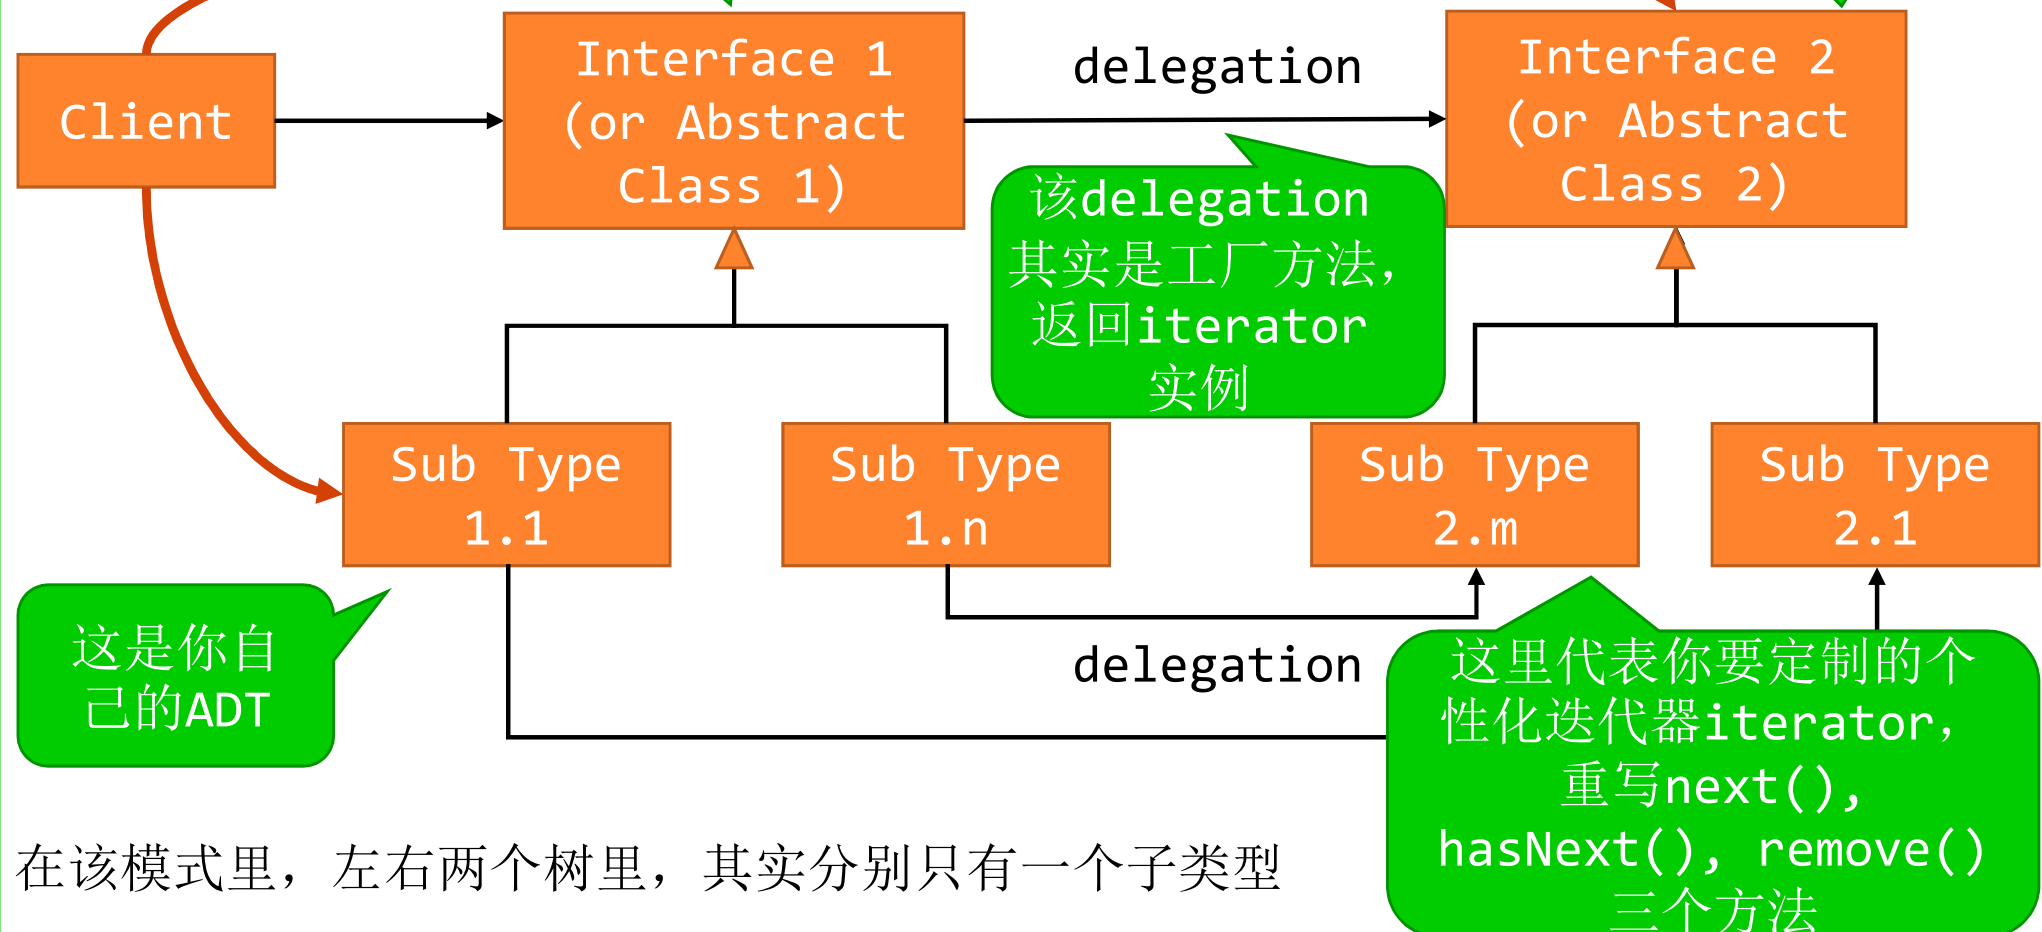 Client
Interface 1
(or Abstract
Class 1)
delegation
Interface 2
(or Abstract
Class 2)
该delegation
其实是工厂方法，
返回iterator
实例
Sub Type
1.1
Sub Type
1.n
Sub Type
2.m
Sub Type
2.1
这是你自
己的ADT
delegation
这里代表你要定制的个
性化迭代器iterator，
重写next(),
hasNext(), remove()
三个方法
在该模式里，左右两个树里，其实分别只有一个子类型